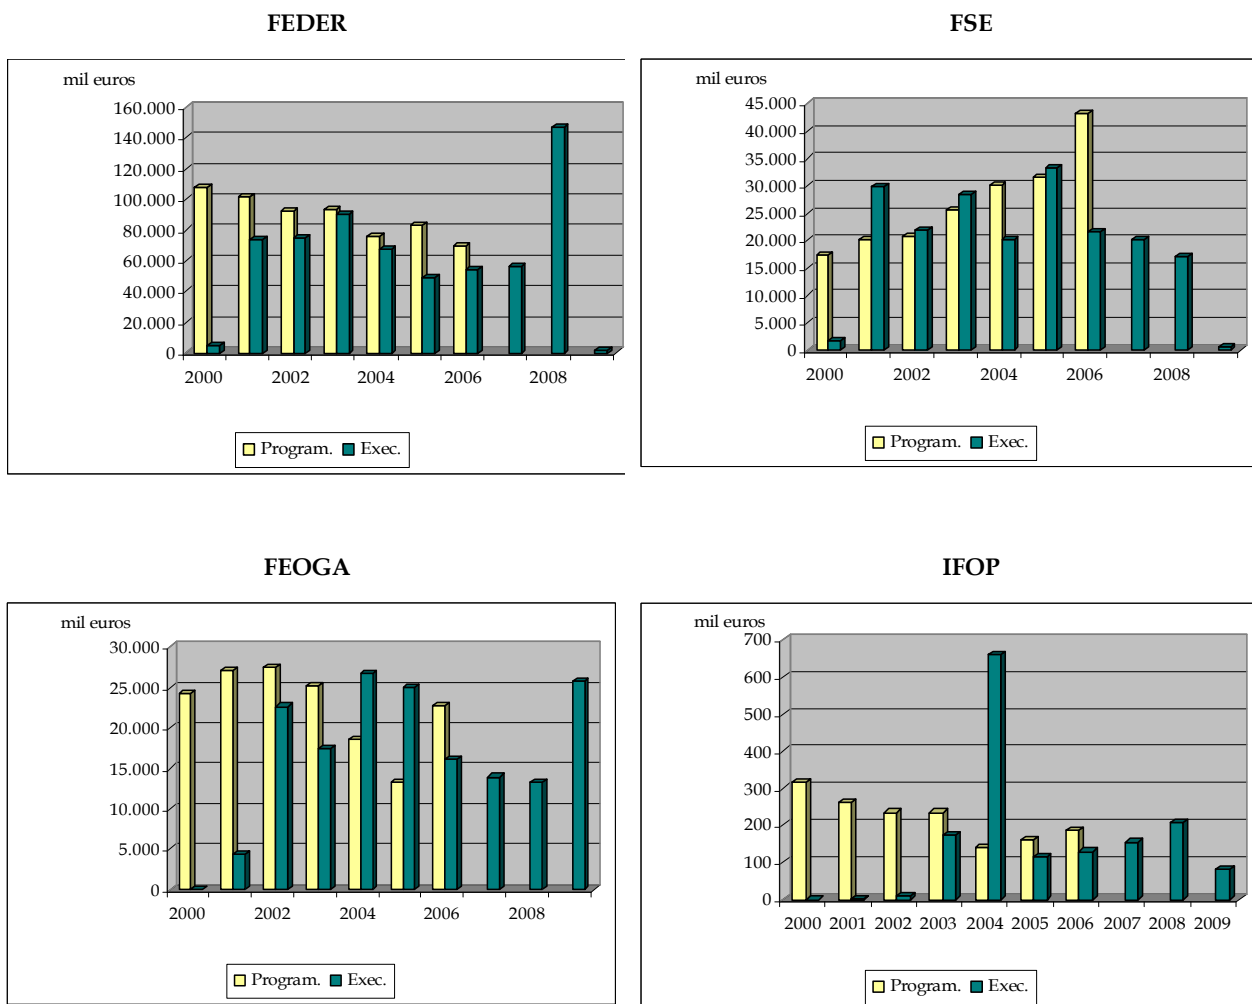 FEDER
mil euros
160.000
140.000
120.000
100.000
80.000
60.000
40.000
20.000
0
2000 2002 2004 2006 2008
Program. Exec.
FSE
mil euros
45.000
40.000
35.000
30.000
25.000
20.000
15.000
10.000
5.000
0
2000 2002 2004 2006 2008
Program. Exec.
FEOGA
mil euros
30.000
25.000
20.000
15.000
10.000
5.000
0
2000 2002 2004 2006 2008
Program. Exec.
IFOP
mil euros
700
600
500
400
300
200
100
0
2000 2001 2002 2003 2004 2005 2006 2007 2008 2009
Program. Exec.